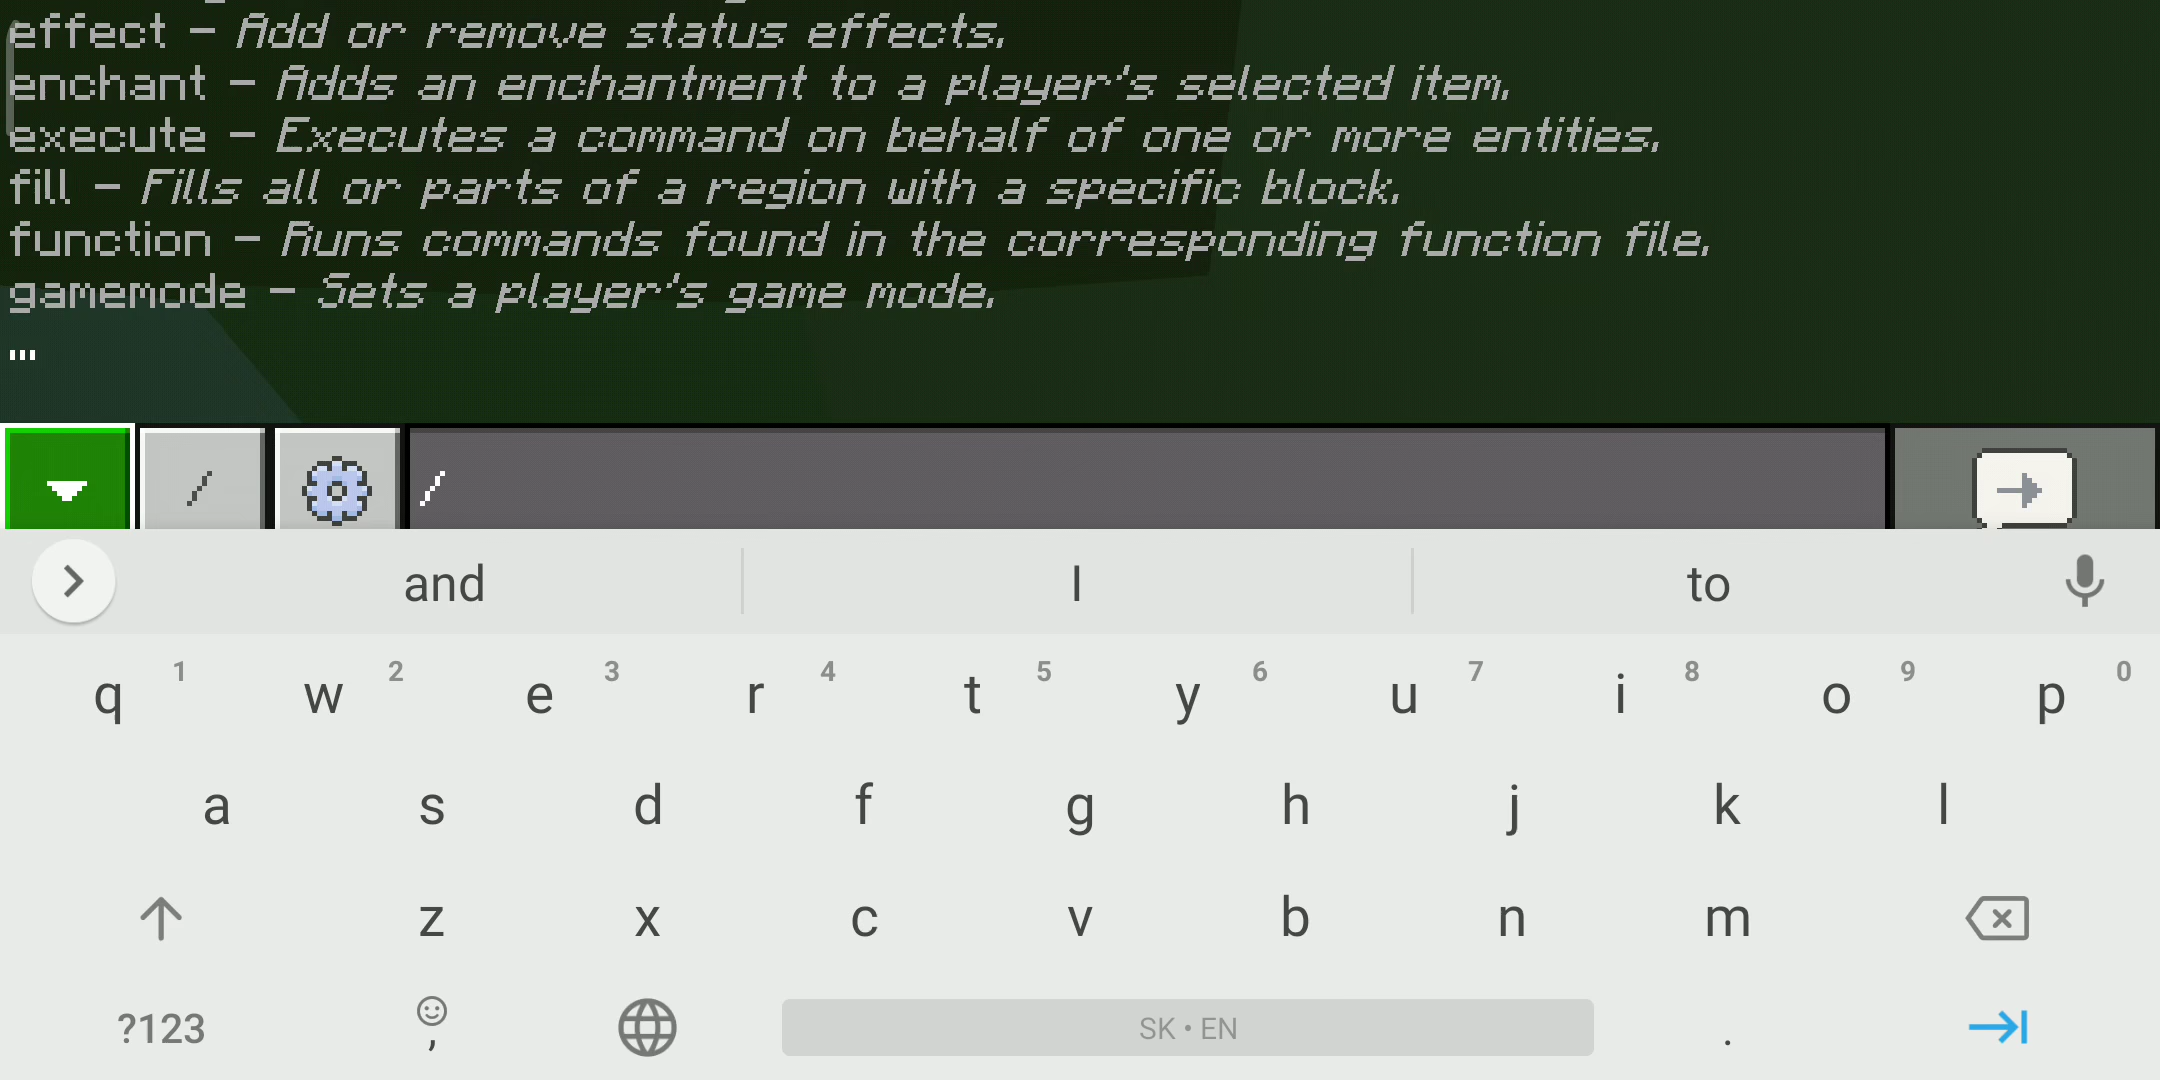 effect - Add or remove status effects.
enchant - Adds an enchantment to a player's selected item.
execute - Executes a command on behalf of one or more entities.
fill - Fills all or parts of a region with a specific block.
function - Runs commands found in the corresponding function file.
gamemode - Sets a player's game mode.
...
/ /
and I to
q 1 w 2 e 3 r 4 t 5 y 6 u 7 i 8 o 9 p 0
a s d f g h j k l
z x c v b n m
?123 , SK • EN .